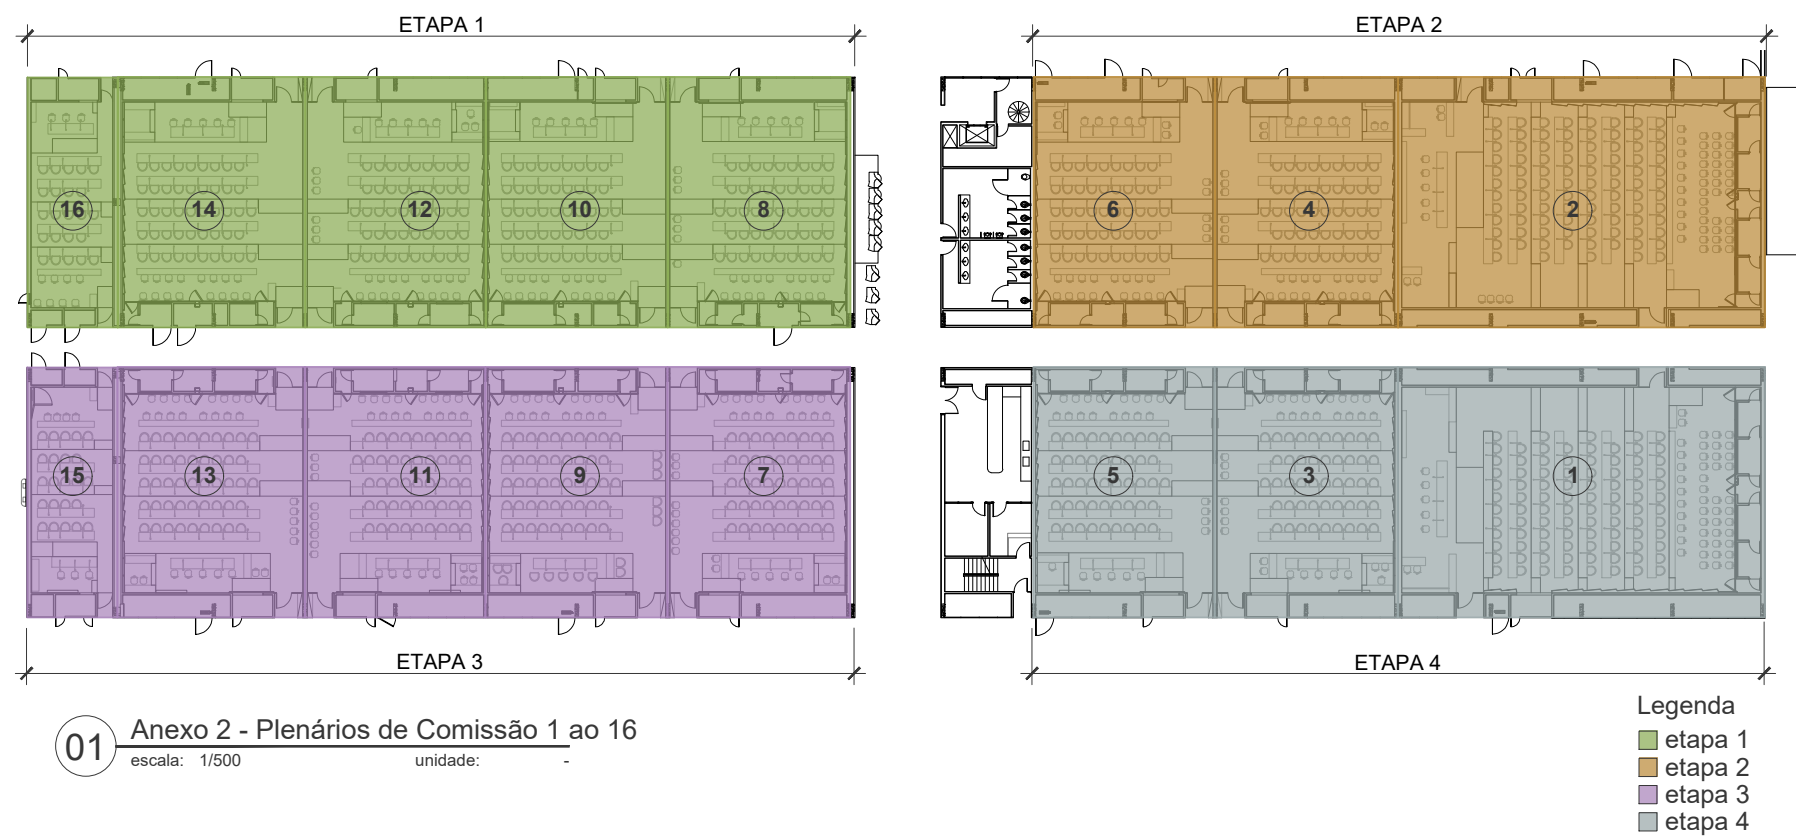 ETAPA 1
ETAPA 2
16
14
12
10
8
6
4
2
15
13
11
9
7
5
3
1
ETAPA 3
ETAPA 4
01
Anexo 2 - Plenários de Comissão 1 ao 16
escala: 1/500 unidade: -
Legenda
etapa 1
etapa 2
etapa 3
etapa 4